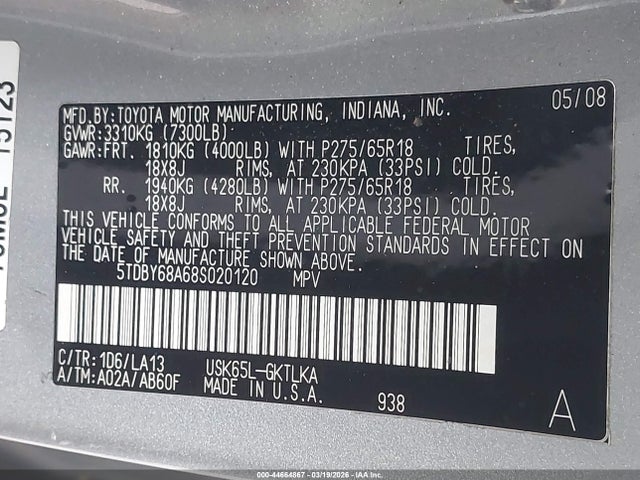 MFD.BY:TOYOTA MOTOR MANUFACTURING, INDIANA, INC. 05/08
GVWR:3310KG (7300LB)
GAWR:FRT. 1810KG (4000LB) WITH P275/65R18 TIRES,
18X8J RIMS, AT 230KPA (33PSI) COLD.
RR. 1940KG (4280LB) WITH P275/65R18 TIRES,
18X8J RIMS, AT 230KPA (33PSI) COLD.
THIS VEHICLE CONFORMS TO ALL APPLICABLE FEDERAL MOTOR
VEHICLE SAFETY AND THEFT PREVENTION STANDARDS IN EFFECT ON
THE DATE OF MANUFACTURE SHOWN ABOVE.
5TDBY68A68S020120 MPV
C/TR:1D6/LA13 USK65L-GKTLKA
A/TM:A02A/AB60F MADE IN U.S.A. 938 A
15123
000-44664867 - 03/19/2026 - IAAI Inc.